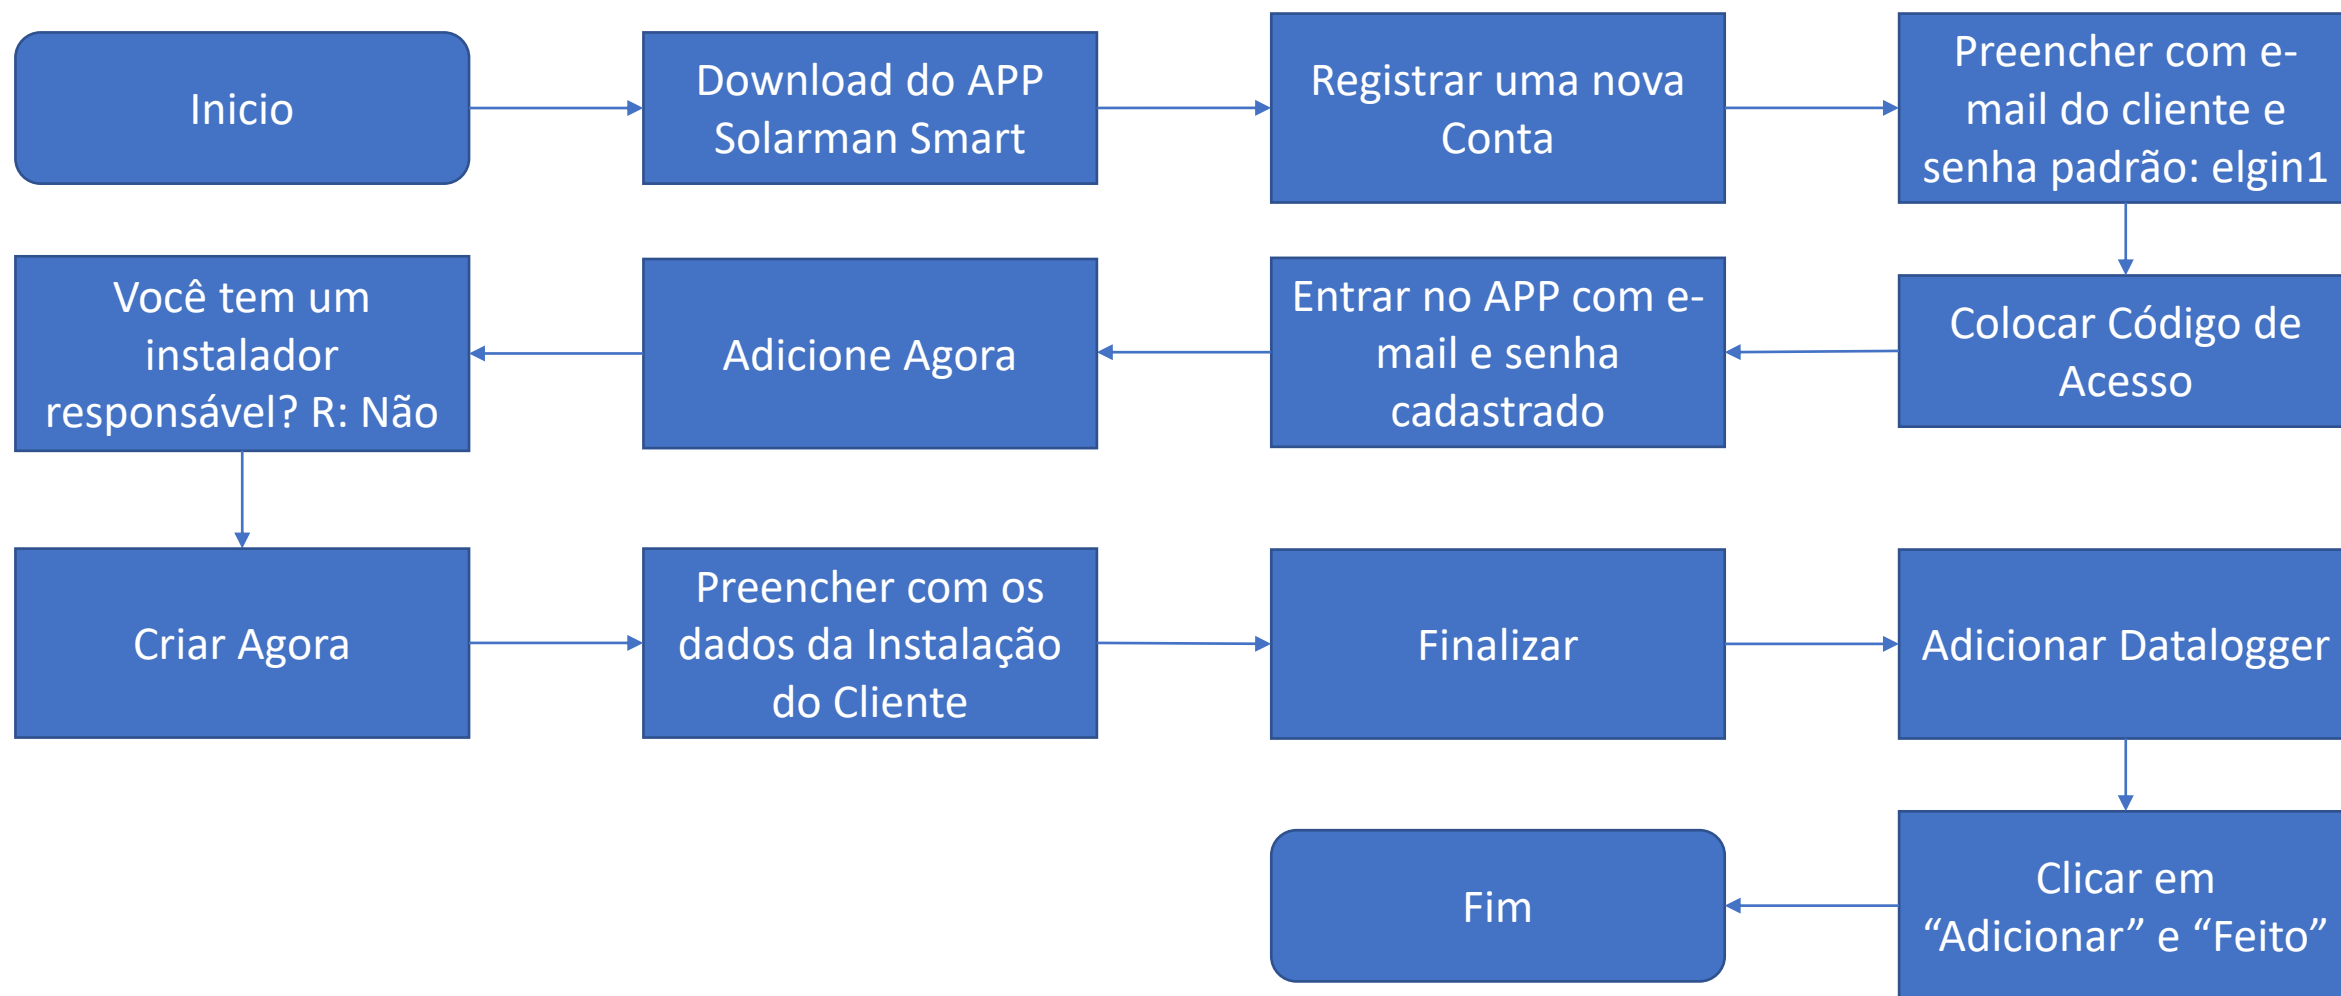 Inicio
Download do APP
Solarman Smart
Registrar uma nova
Conta
Preencher com e-
mail do cliente e
senha padrão: elgin1
Colocar Código de
Acesso
Entrar no APP com e-
mail e senha
cadastrado
Adicione Agora
Você tem um
instalador
responsável? R: Não
Criar Agora
Preencher com os
dados da Instalação
do Cliente
Finalizar
Adicionar Datalogger
Clicar em
“Adicionar” e “Feito”
Fim